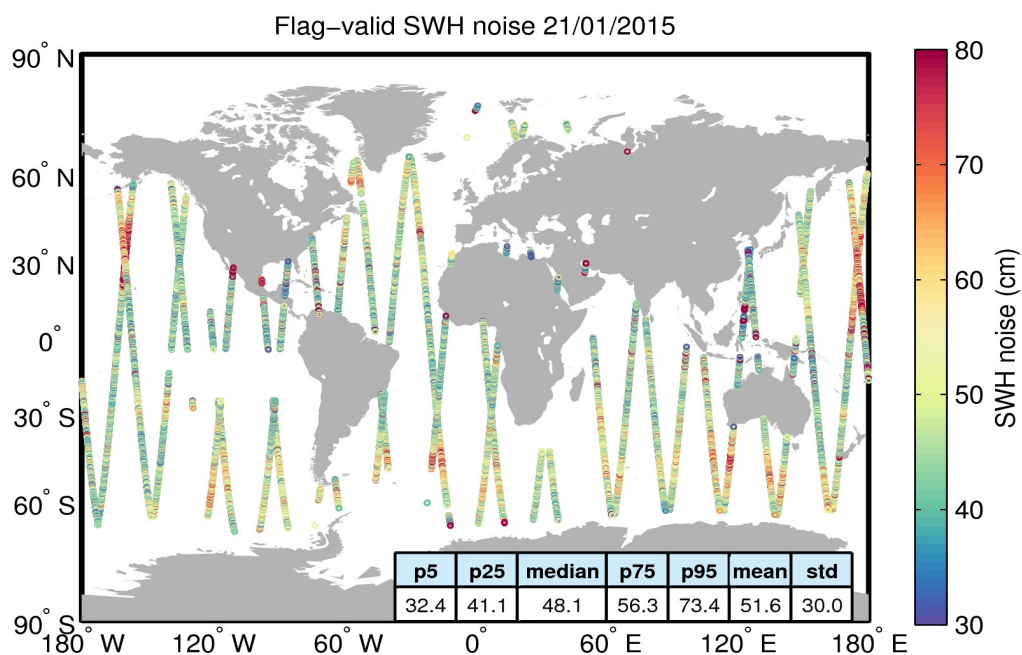 Flag−valid SWH noise 21/01/2015
90° N
60° N
30° N
0°
30° S
60° S
90° S
180° W
120° W
60° W
0°
60° E
120° E
180° E
80
70
60
50
40
30
SWH noise (cm)
p5 p25 median p75 p95 mean std
32.4 41.1 48.1 56.3 73.4 51.6 30.0